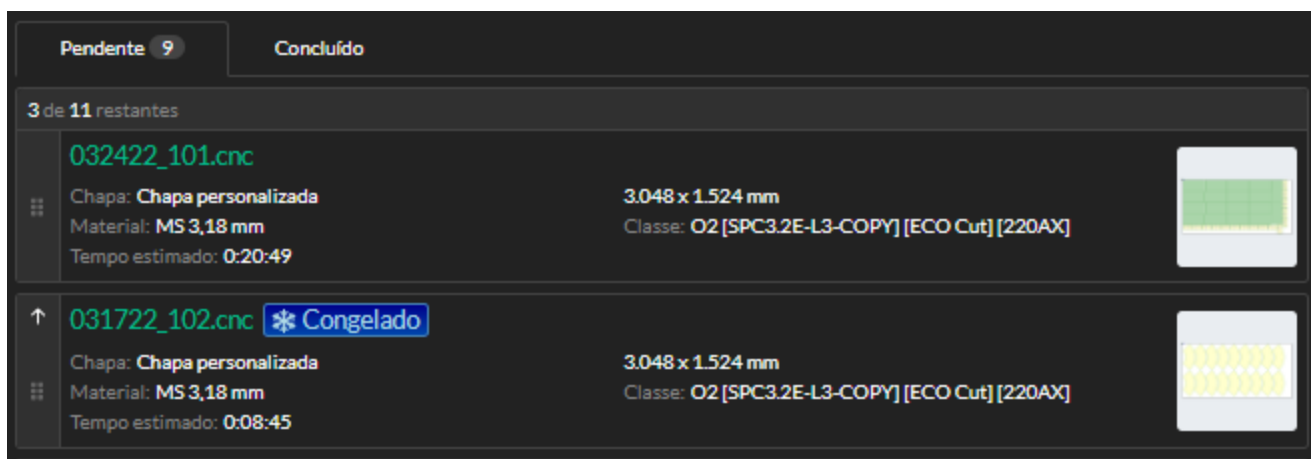 Pendente 9 Concluído
3 de 11 restantes
032422_101.cnc
Chapa: Chapa personalizada 3.048 x 1.524 mm
Material: MS 3,18 mm Classe: O2 [SPC3.2E-L3-COPY] [ECO Cut] [220AX]
Tempo estimado: 0:20:49
031722_102.cnc Congelado
Chapa: Chapa personalizada 3.048 x 1.524 mm
Material: MS 3,18 mm Classe: O2 [SPC3.2E-L3-COPY] [ECO Cut] [220AX]
Tempo estimado: 0:08:45